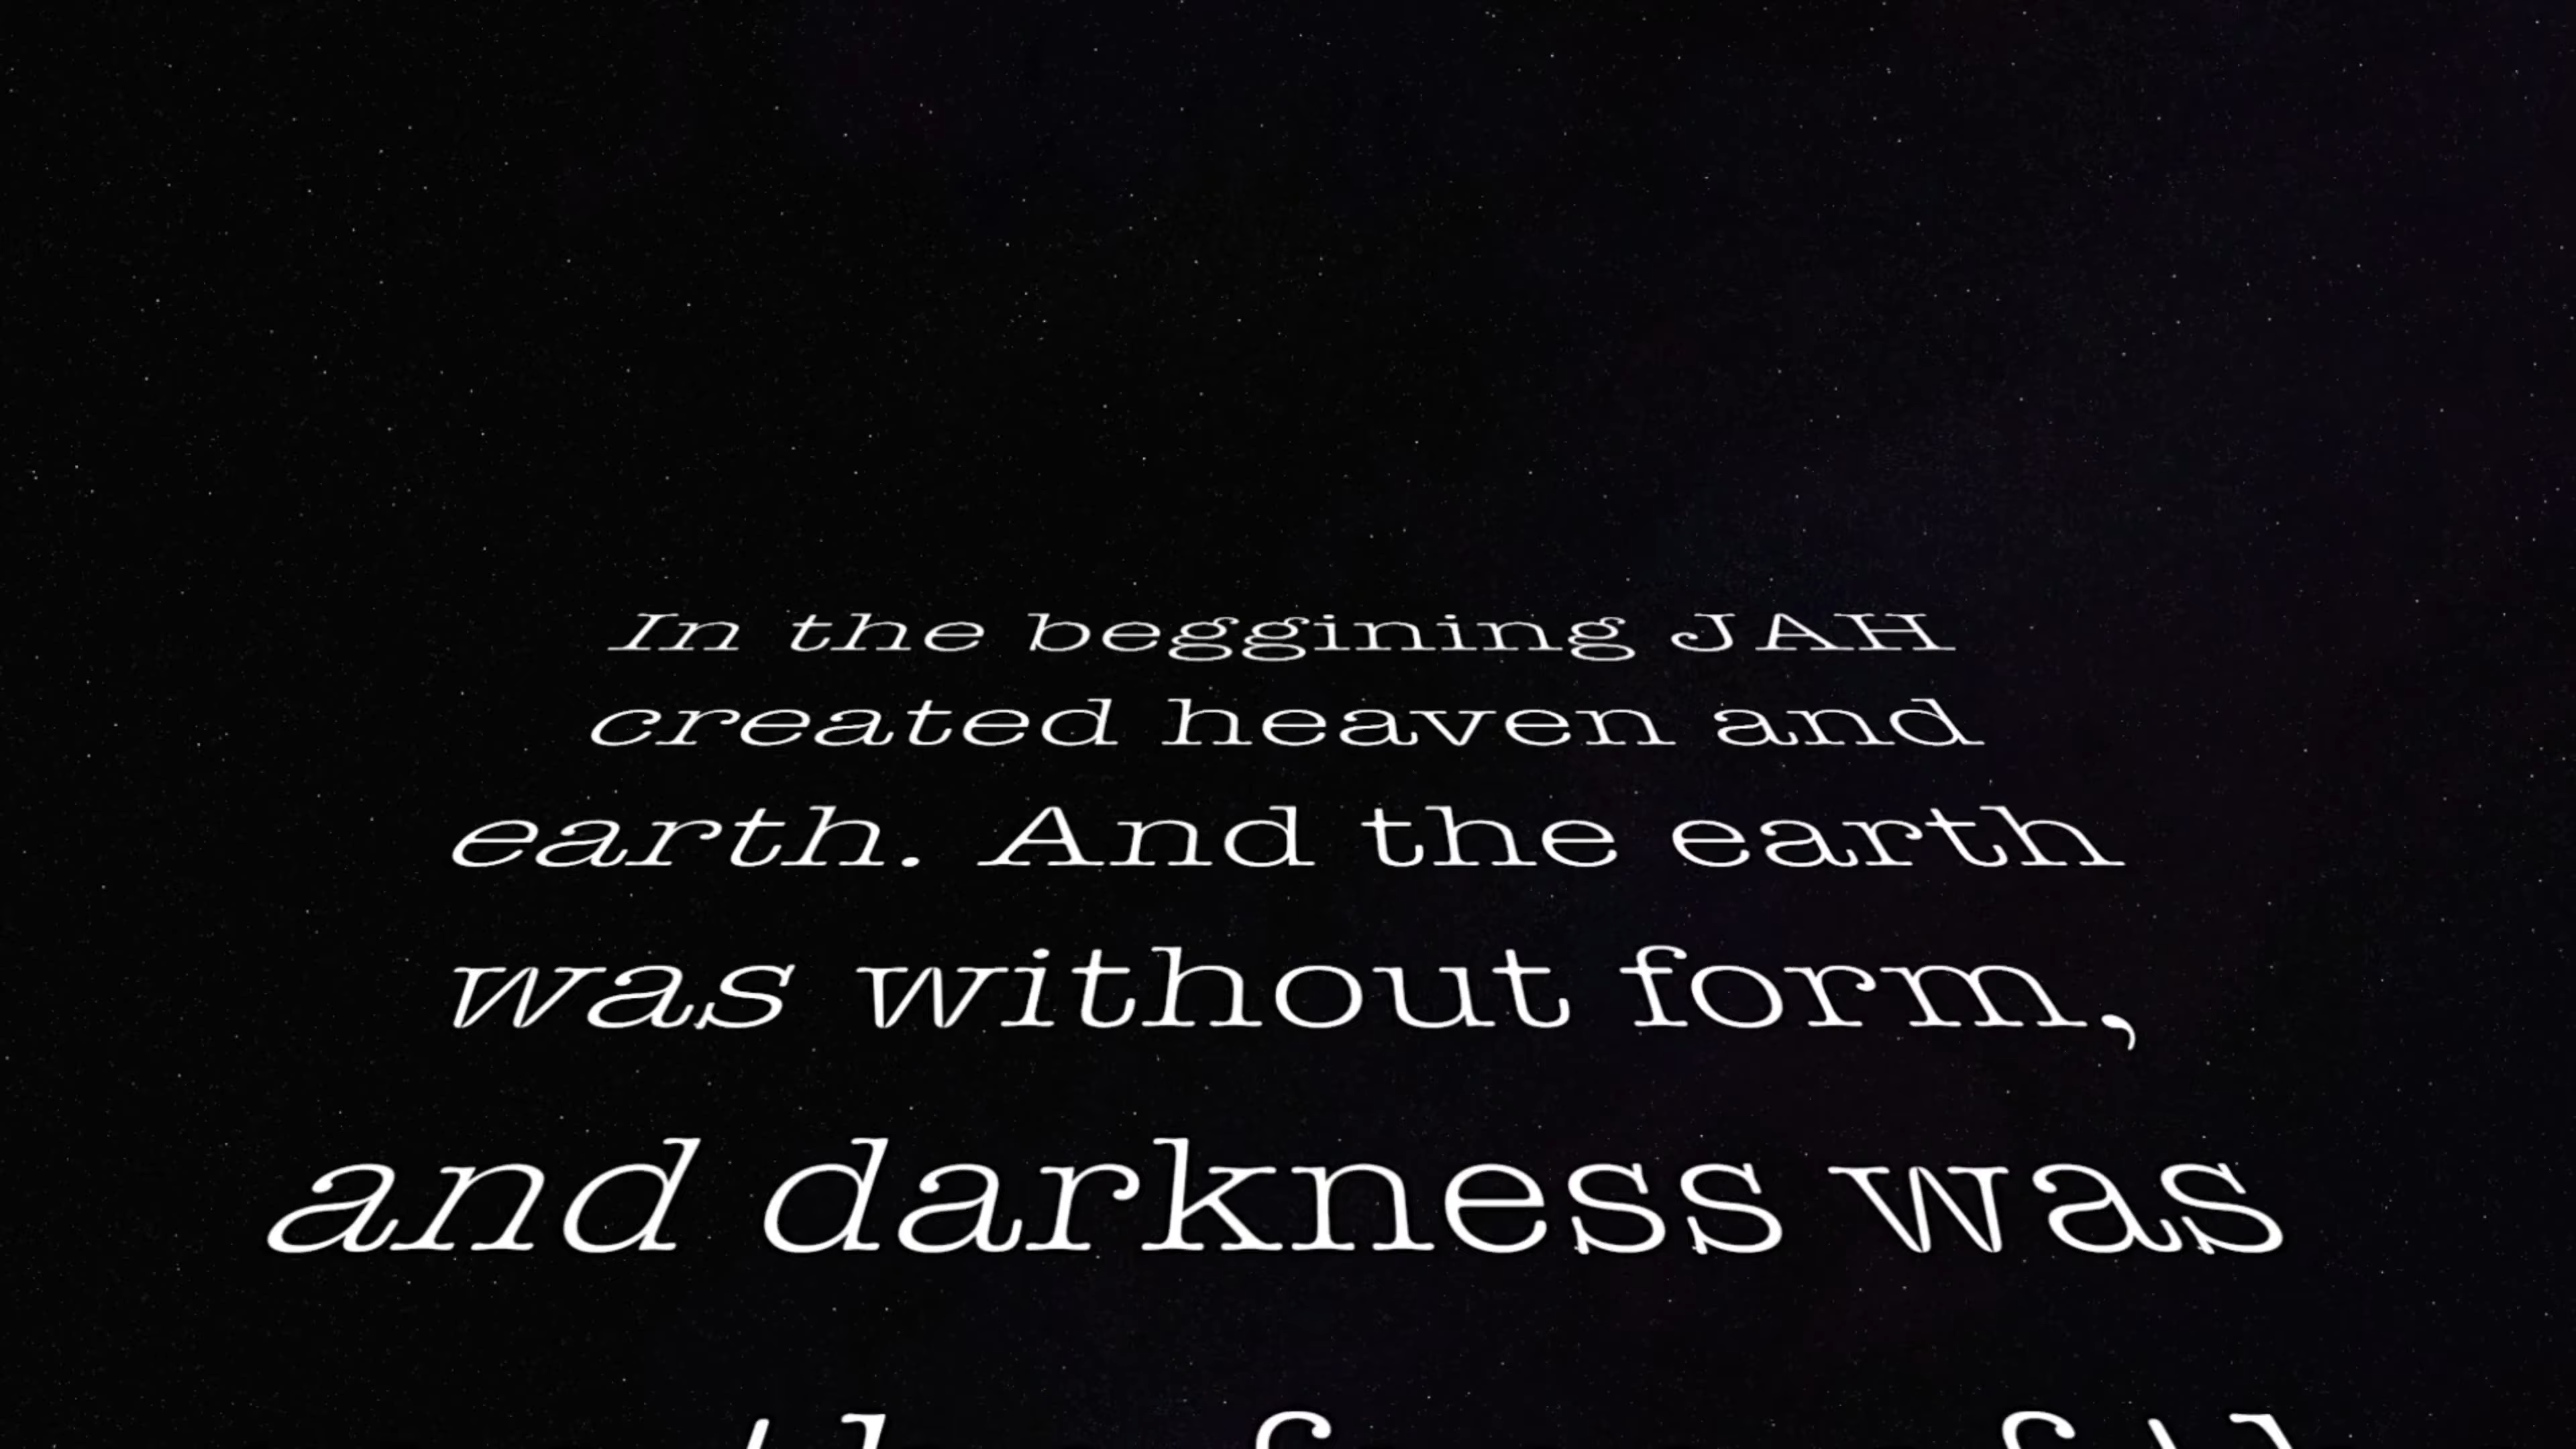 In the beggining JAH
created heaven and
earth. And the earth
was without form,
and darkness was